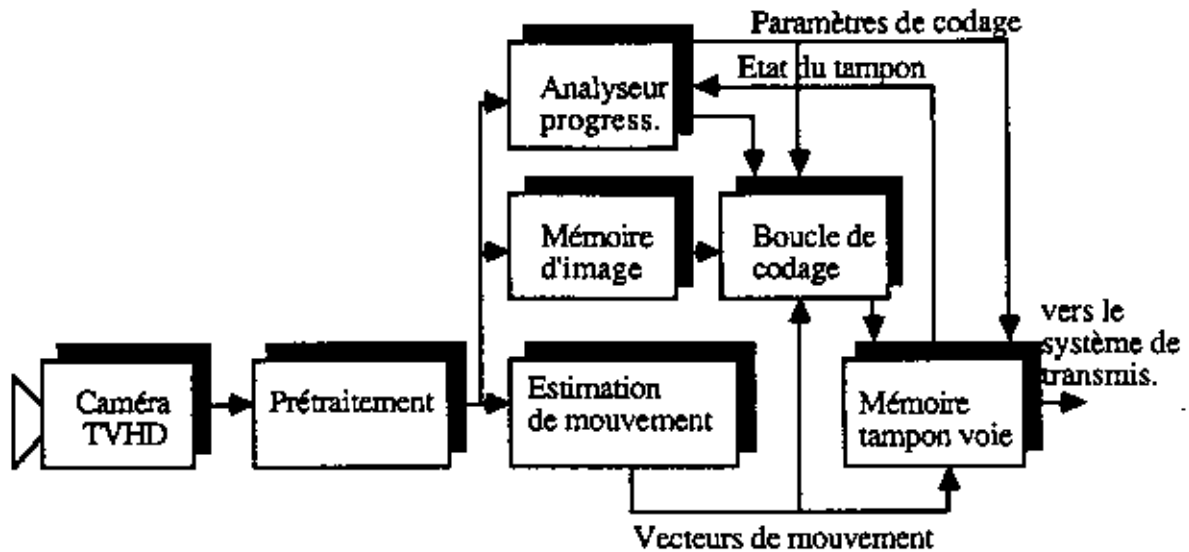 Paramètres de codage
Etat du tampon
Analyseur
progress.
Mémoire
d'image
Boucle de
codage
vers le
système de
transmis.
Caméra
TVHD
Prétraitement
Estimation
de mouvement
Mémoire
tampon voie
Vecteurs de mouvement